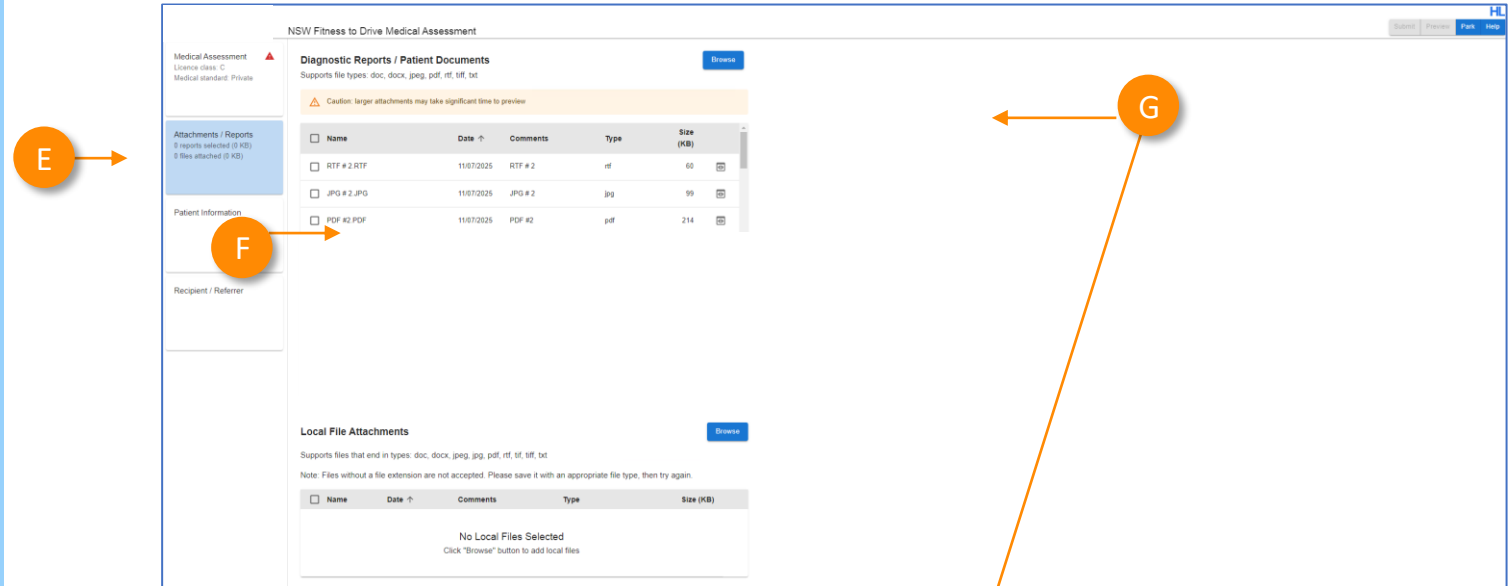 HL
NSW Fitness to Drive Medical Assessment
Submit Preview Park Help
Medical Assessment
Licence class: C
Medical standard: Private
Attachments / Reports
0 reports selected (0 KB)
0 files attached (0 KB)
Patient Information
Recipient / Referrer
E
F
G
Diagnostic Reports / Patient Documents
Browse
Supports file types: doc, docx, jpeg, pdf, rtf, tiff, txt
Caution: larger attachments may take significant time to preview
Name Date ↑ Comments Type Size (KB)
RTF # 2.RTF 11/07/2025 RTF # 2 rtf 60
JPG # 2.JPG 11/07/2025 JPG # 2 jpg 99
PDF #2.PDF 11/07/2025 PDF #2 pdf 214
Local File Attachments
Browse
Supports files that end in types: doc, docx, jpeg, jpg, pdf, rtf, tif, tiff, txt
Note: Files without a file extension are not accepted. Please save it with an appropriate file type, then try again.
Name Date ↑ Comments Type Size (KB)
No Local Files Selected
Click "Browse" button to add local files